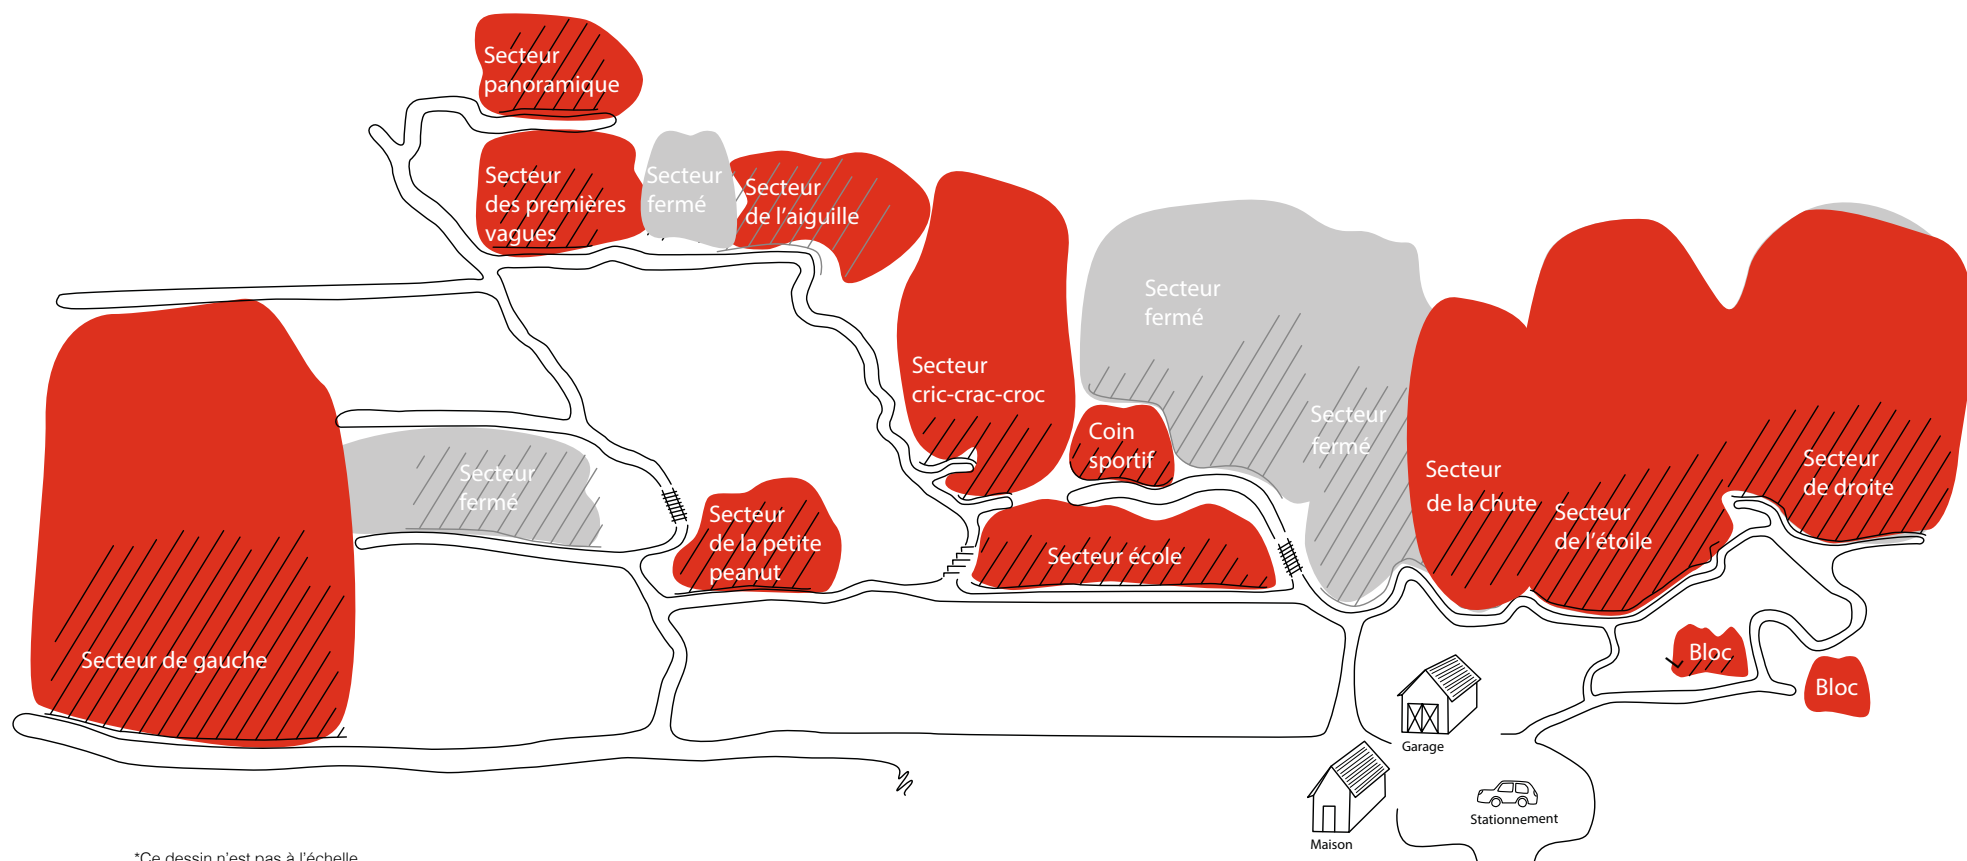 Secteur
panoramique
Secteur
des premières
vagues
Secteur
fermé
Secteur
de l'aiguille
Secteur
cric-crac-croc
Secteur
fermé
Coin
sportif
Secteur
fermé
Secteur
de la chute
Secteur
de l'étoile
Secteur
de droite
Secteur
fermé
Secteur
de la petite
peanut
Secteur école
Secteur de gauche
Bloc
Bloc
Garage
Maison
Stationnement
*Ce dessin n'est pas à l'échelle